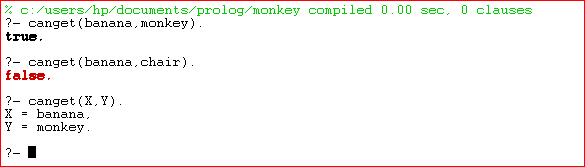 % c:/users/hp/documents/prolog/monkey compiled 0.00 sec, 0 clauses
?- canget(banana,monkey).
true.
?- canget(banana,chair).
false.
?- canget(X,Y).
X = banana,
Y = monkey.
?-